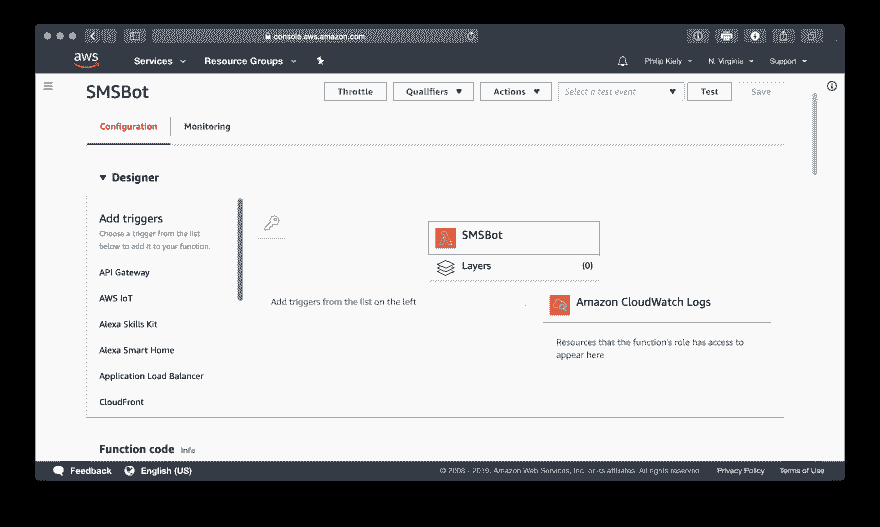 console.aws.amazon.com
aws
Services
Resource Groups
Philip Kiely
N. Virginia
Support
SMSBot
Throttle
Qualifiers
Actions
Select a test event
Test
Save
Configuration
Monitoring
Designer
Add triggers
Choose a trigger from the list
below to add it to your function.
API Gateway
AWS IoT
Alexa Skills Kit
Alexa Smart Home
Application Load Balancer
CloudFront
SMSBot
Layers
(0)
Add triggers from the list on the left
Amazon CloudWatch Logs
Resources that the function's role has access to
appear here
Function code Info
Feedback
English (US)
© 2008 - 2019, Amazon Web Services, Inc. or its affiliates. All rights reserved.
Privacy Policy
Terms of Use